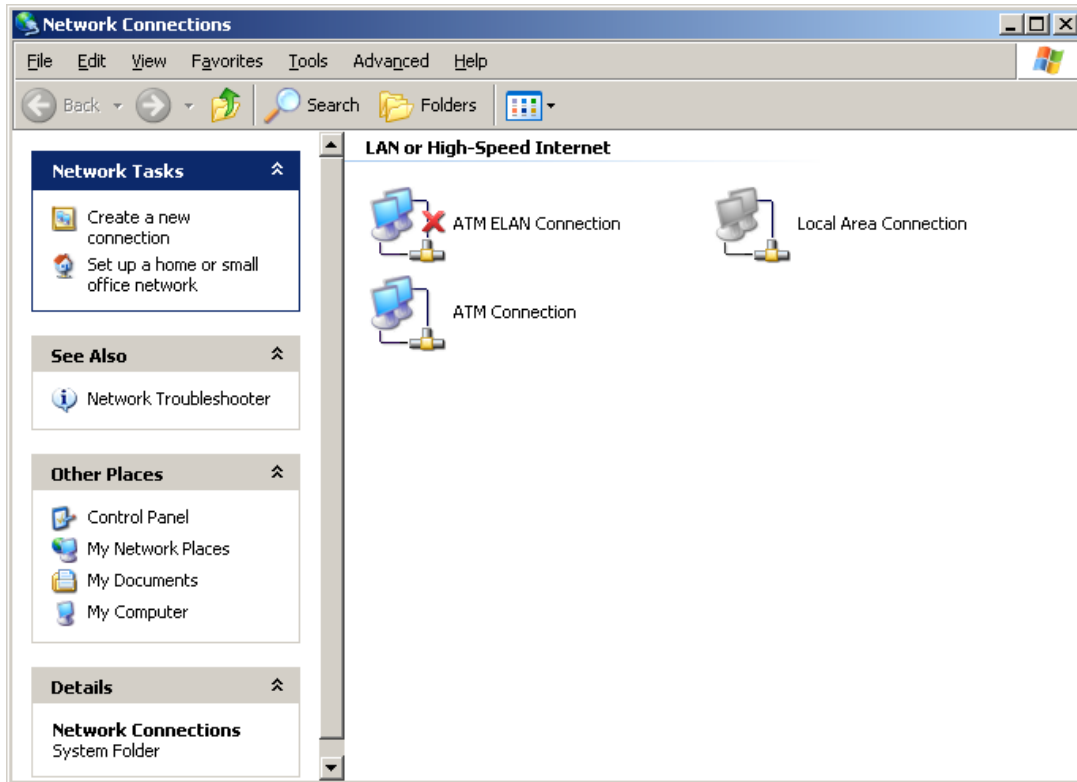 Network Connections
File Edit View Favorites Tools Advanced Help
Back Search Folders
Network Tasks
Create a new
connection
Set up a home or small
office network
See Also
Network Troubleshooter
Other Places
Control Panel
My Network Places
My Documents
My Computer
Details
Network Connections
System Folder
LAN or High-Speed Internet
ATM ELAN Connection
Local Area Connection
ATM Connection